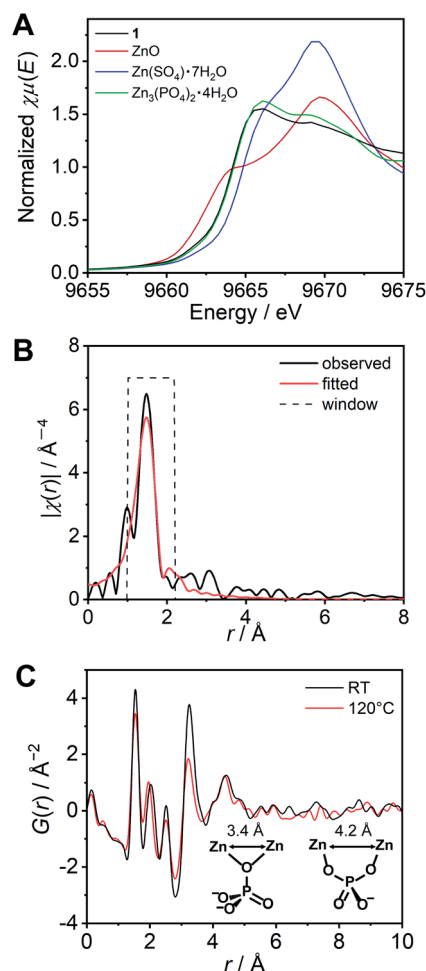 A
1
ZnO
Zn(SO₄)·7H₂O
Zn₃(PO₄)₂·4H₂O
Normalized χμ(E)
2.0
1.5
1.0
0.5
0.0
9655 9660 9665 9670 9675
Energy / eV
B
observed
fitted
window
|χ(r)| / Å⁻⁴
8
6
4
2
0
0 2 4 6 8
r / Å
C
RT
120°C
G(r) / Å⁻²
4
2
0
-2
-4
3.4 Å 4.2 Å
Zn Zn Zn Zn
O O O
⁻O P P
⁻O O O O⁻
0 2 4 6 8 10
r / Å